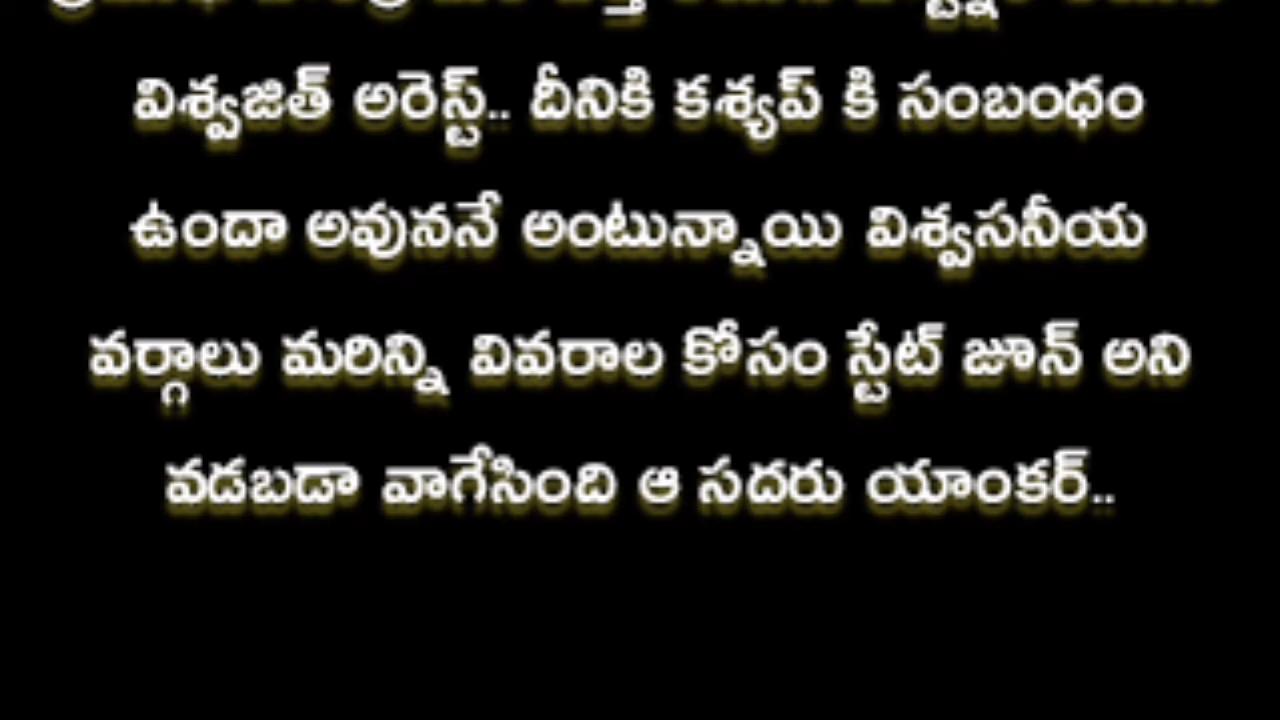 విశ్వజిత్ అరెస్ట్.. దీనికి కశ్యప్ కి సంబంధం
ఉందా అవుననే అంటున్నాయి విశ్వసనీయ
వర్గాలు మరిన్ని వివరాల కోసం స్టేట్ జూన్ అని
వడబడా వాగేసింది ఆ సదరు యాంకర్..